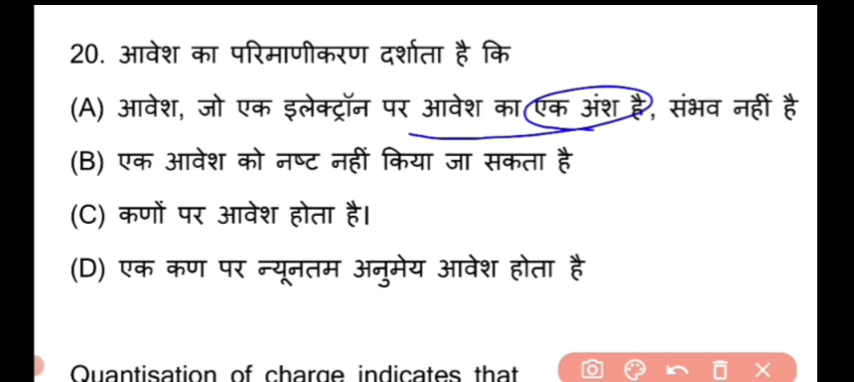 20. आवेश का परिमाणीकरण दर्शाता है कि
(A) आवेश, जो एक इलेक्ट्रॉन पर आवेश का एक अंश है, संभव नहीं है
(B) एक आवेश को नष्ट नहीं किया जा सकता है
(C) कणों पर आवेश होता है।
(D) एक कण पर न्यूनतम अनुमेय आवेश होता है
Quantisation of charge indicates that